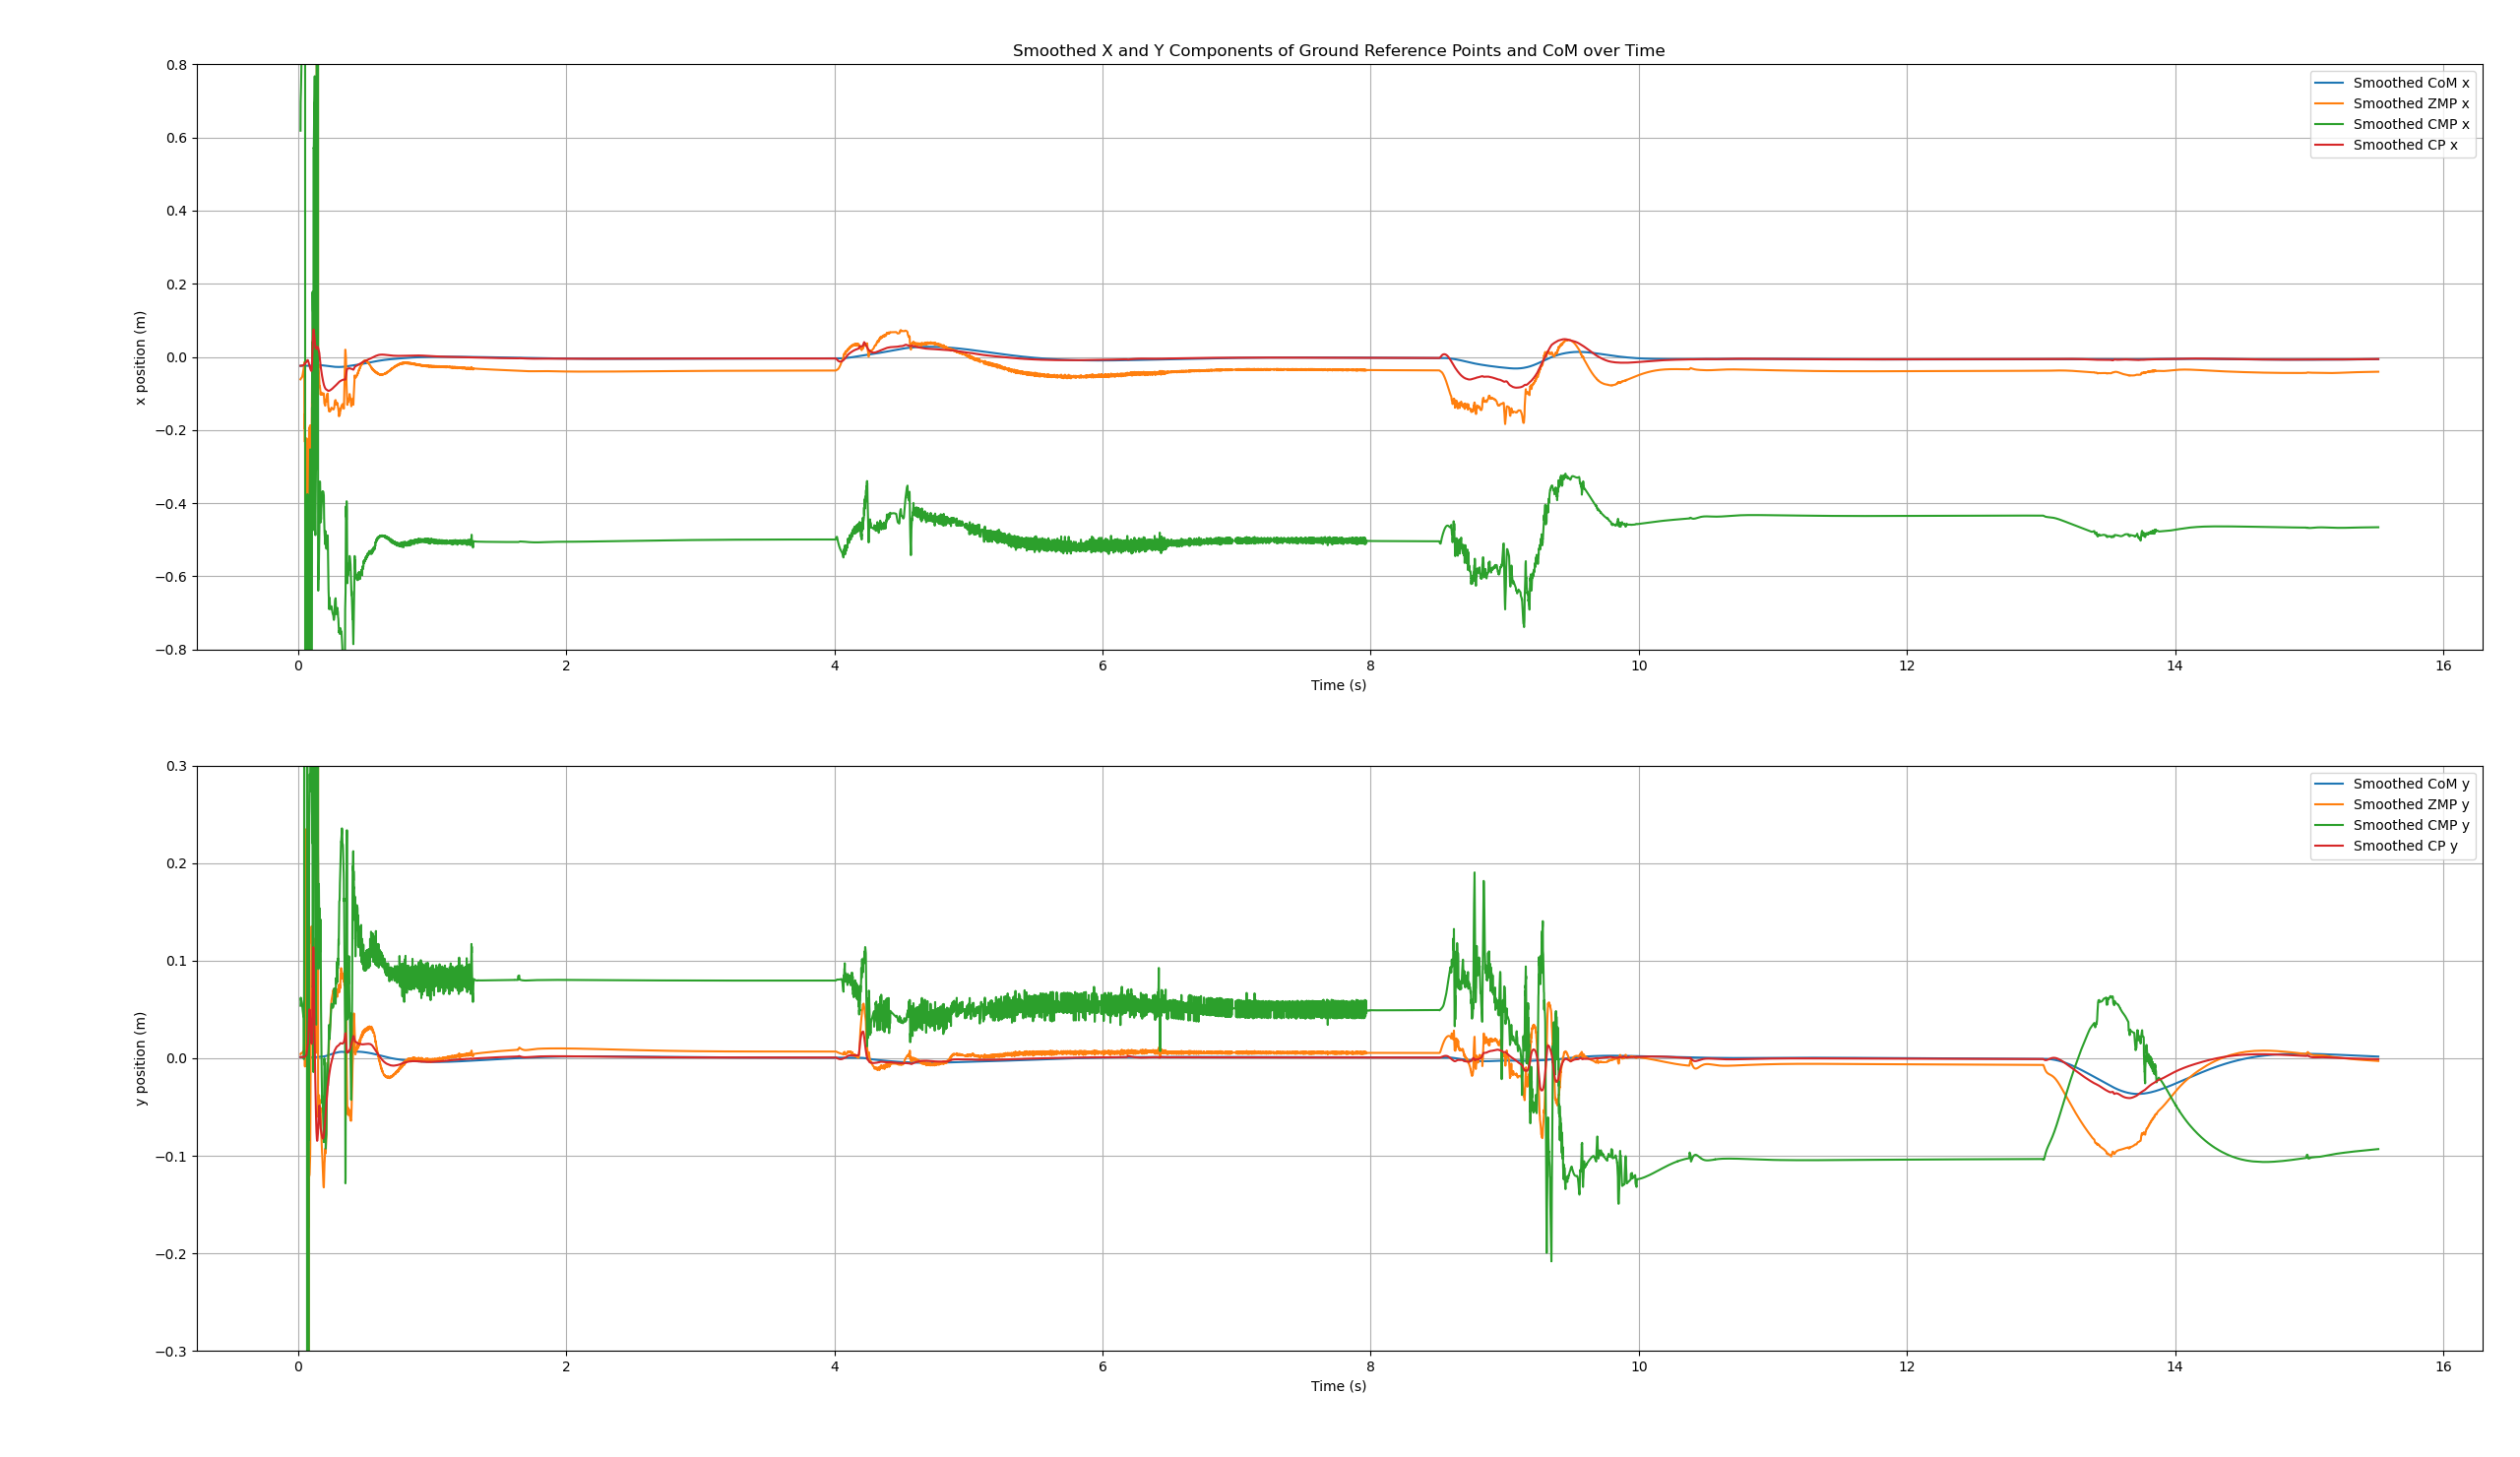 Smoothed X and Y Components of Ground Reference Points and CoM over Time
0.8
0.6
0.4
0.2
0.0
−0.2
−0.4
−0.6
−0.8
x position (m)
Smoothed CoM x
Smoothed ZMP x
Smoothed CMP x
Smoothed CP x
0 2 4 6 8 10 12 14 16
Time (s)
0.3
0.2
0.1
0.0
−0.1
−0.2
−0.3
y position (m)
Smoothed CoM y
Smoothed ZMP y
Smoothed CMP y
Smoothed CP y
0 2 4 6 8 10 12 14 16
Time (s)